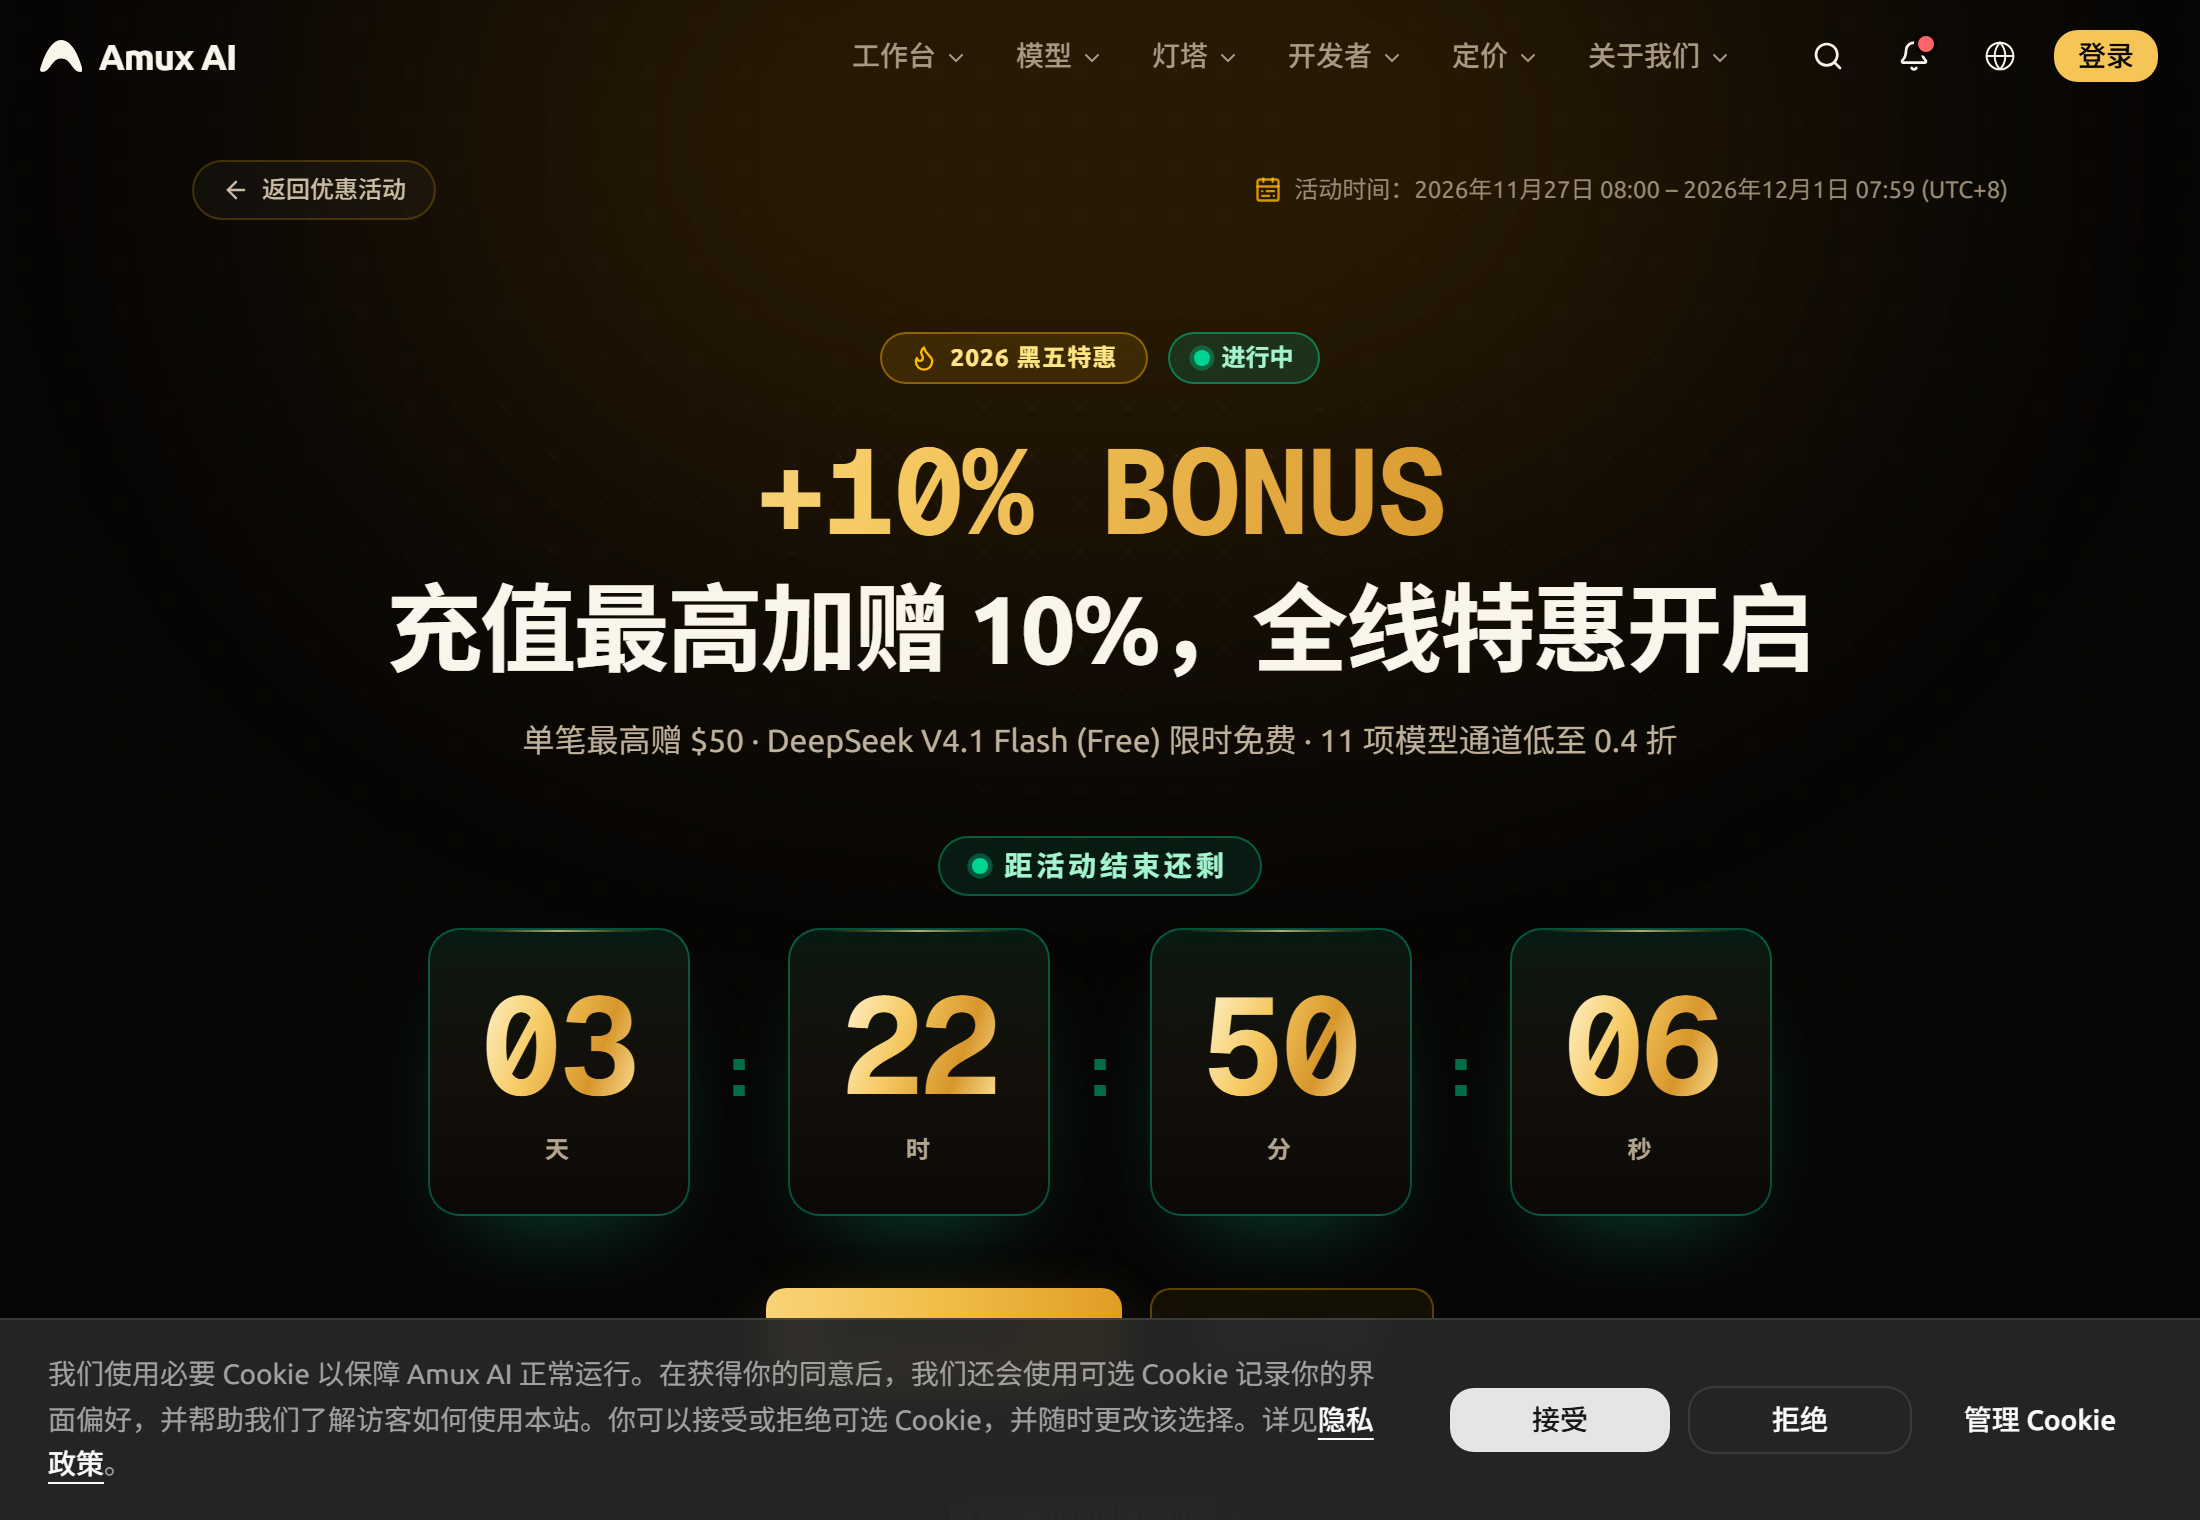 Amux AI
工作台
模型
灯塔
开发者
定价
关于我们
登录
返回优惠活动
活动时间：2026年11月27日 08:00 – 2026年12月1日 07:59 (UTC+8)
2026 黑五特惠
进行中
+10% BONUS
充值最高加赠 10%，全线特惠开启
单笔最高赠 $50 · DeepSeek V4.1 Flash (Free) 限时免费 · 11 项模型通道低至 0.4 折
距活动结束还剩
03 : 22 : 50 : 06
天 时 分 秒
我们使用必要 Cookie 以保障 Amux AI 正常运行。在获得你的同意后，我们还会使用可选 Cookie 记录你的界
面偏好，并帮助我们了解访客如何使用本站。你可以接受或拒绝可选 Cookie，并随时更改该选择。详见隐私
政策。
接受
拒绝
管理 Cookie